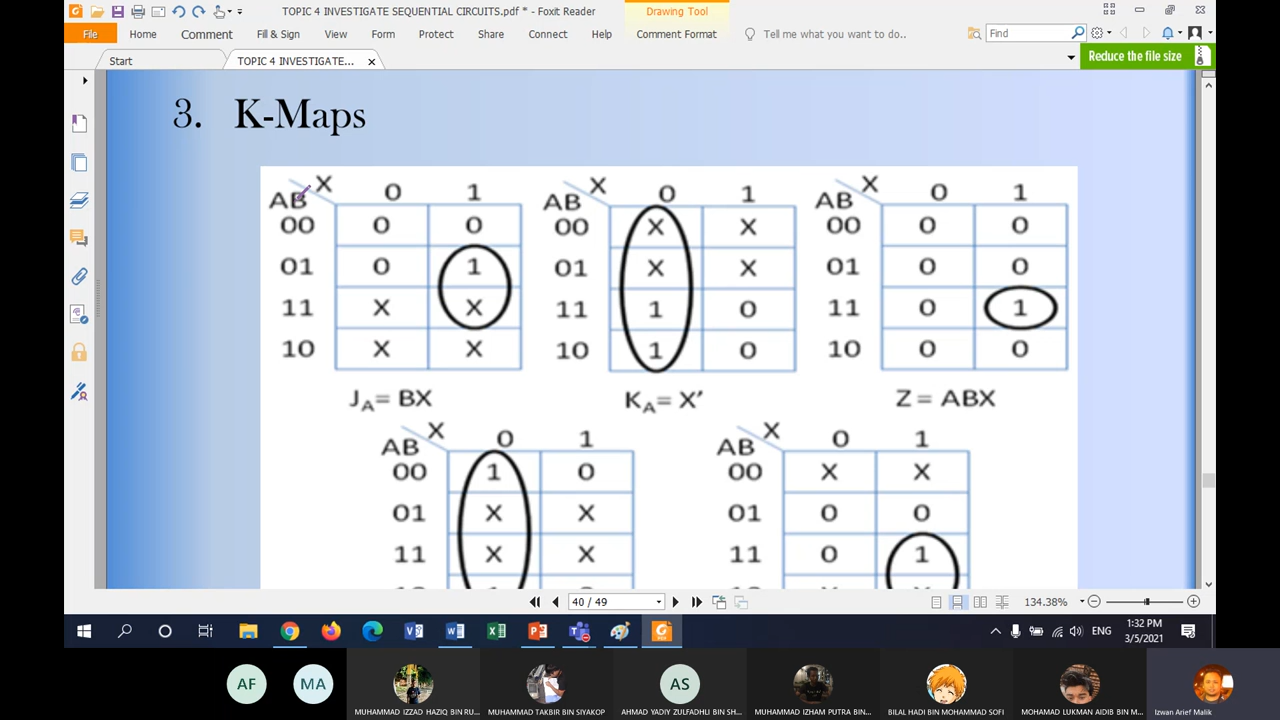 TOPIC 4 INVESTIGATE SEQUENTIAL CIRCUITS.pdf * - Foxit Reader
Drawing Tool
File Home Comment Fill & Sign View Form Protect Share Connect Help Comment Format Tell me what you want to do.. Find
Start TOPIC 4 INVESTIGATE... Reduce the file size
3. K-Maps
X 0 1 X 0 1 X 0 1
AB AB AB
00 0 0 00 X X 00 0 0
01 0 1 01 X X 01 0 0
11 X X 11 1 0 11 0 1
10 X X 10 1 0 10 0 0
JA= BX KA= X' Z = ABX
X 0 1 X 0 1
AB AB
00 1 0 00 X X
01 X X 01 0 0
11 X X 11 0 1
40 / 49 134.38%
ENG 1:32 PM
3/5/2021
AF MA AS
MUHAMMAD IZZAD HAZIQ BIN RU... MUHAMMAD TAKBIR BIN SIYAKOP AHMAD YADIY ZULFADHLI BIN SH... MUHAMMAD IZHAM PUTRA BIN... BILAL HADI BIN MOHAMMAD SOFI MOHAMAD LUKMAN AIDIB BIN M... Izwan Arief Malik